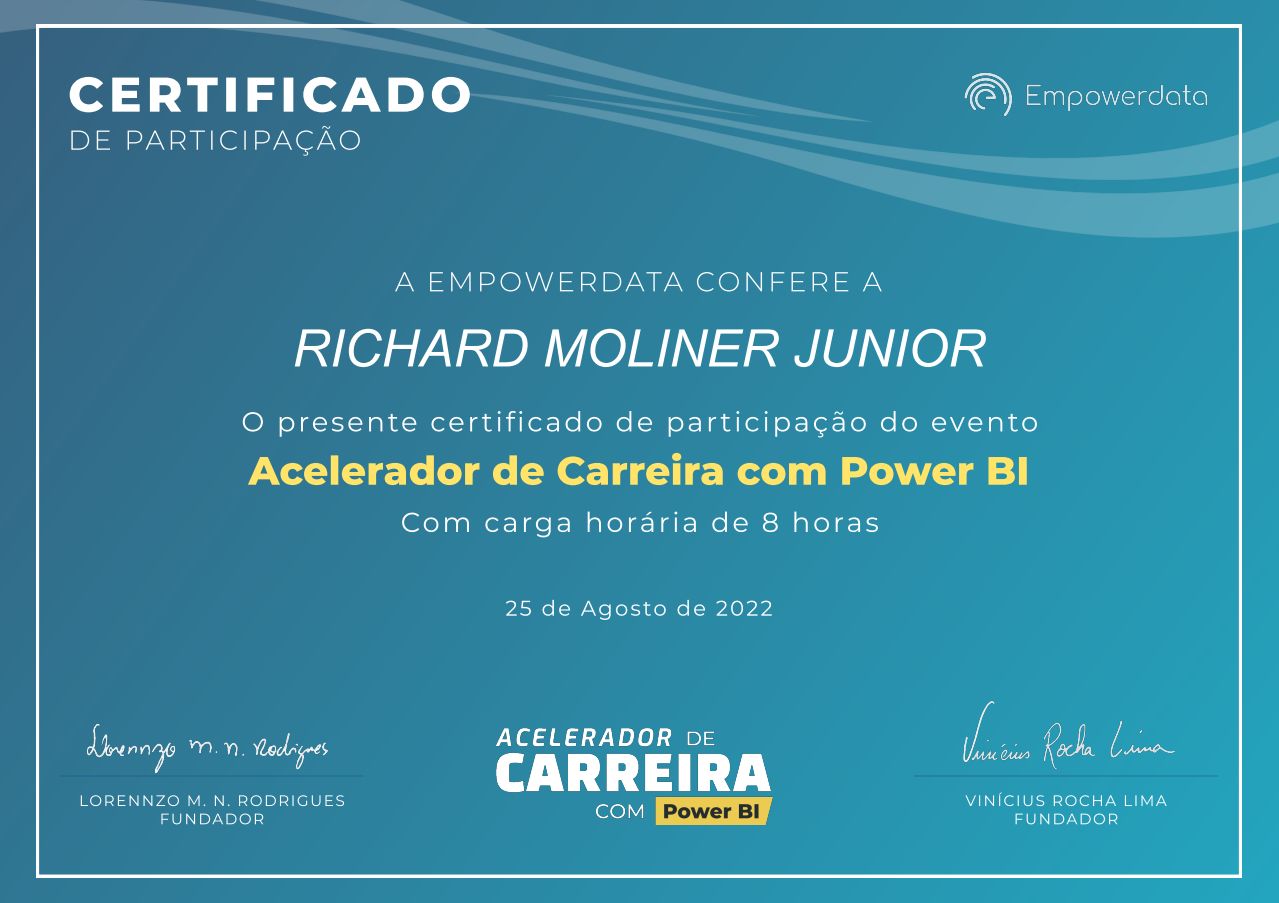 CERTIFICADO
DE PARTICIPAÇÃO
Empowerdata
A EMPOWERDATA CONFERE A
RICHARD MOLINER JUNIOR
O presente certificado de participação do evento
Acelerador de Carreira com Power BI
Com carga horária de 8 horas
25 de Agosto de 2022
Lorennzo M. N. Rodrigues
LORENNZO M. N. RODRIGUES
FUNDADOR
ACELERADOR DE
CARREIRA
COM Power BI
Vinícius Rocha Lima
VINÍCIUS ROCHA LIMA
FUNDADOR